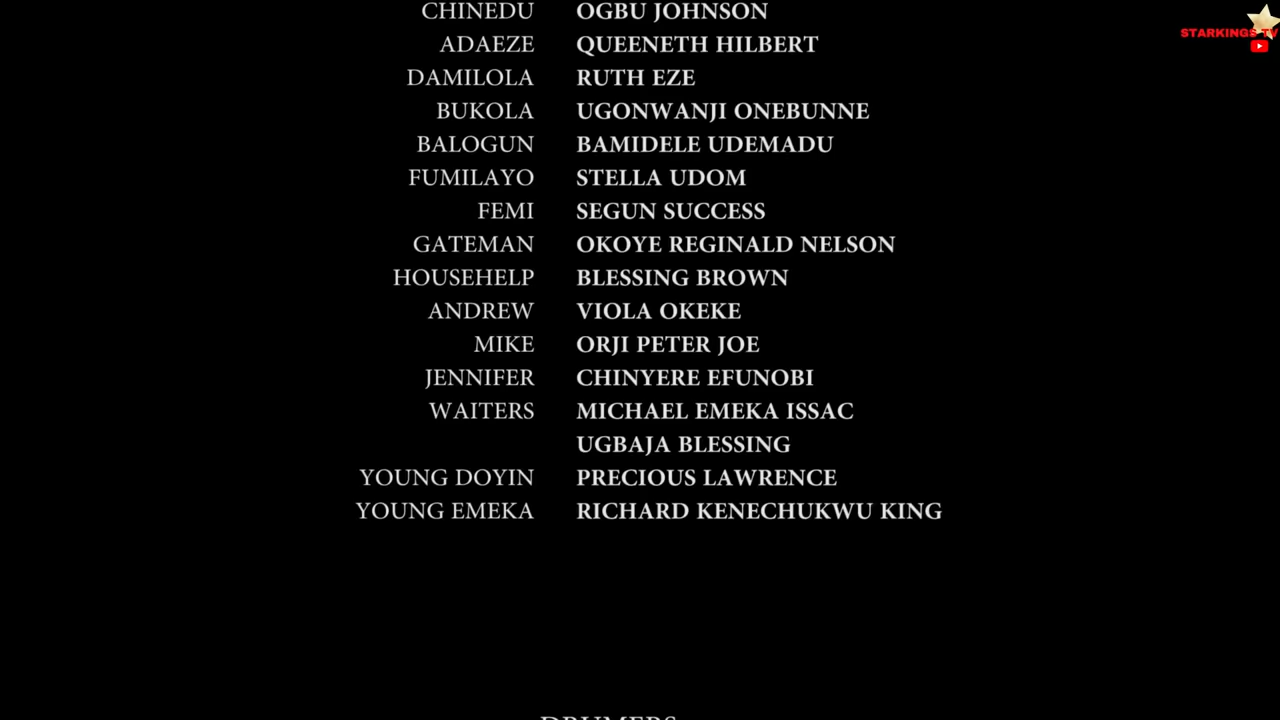 CHINEDU OGBU JOHNSON
ADAEZE QUEENETH HILBERT
DAMILOLA RUTH EZE
BUKOLA UGONWANJI ONEBUNNE
BALOGUN BAMIDELE UDEMADU
FUMILAYO STELLA UDOM
FEMI SEGUN SUCCESS
GATEMAN OKOYE REGINALD NELSON
HOUSEHELP BLESSING BROWN
ANDREW VIOLA OKEKE
MIKE ORJI PETER JOE
JENNIFER CHINYERE EFUNOBI
WAITERS MICHAEL EMEKA ISSAC
UGBAJA BLESSING
YOUNG DOYIN PRECIOUS LAWRENCE
YOUNG EMEKA RICHARD KENECHUKWU KING
DRUMERS
STARKINGS TV